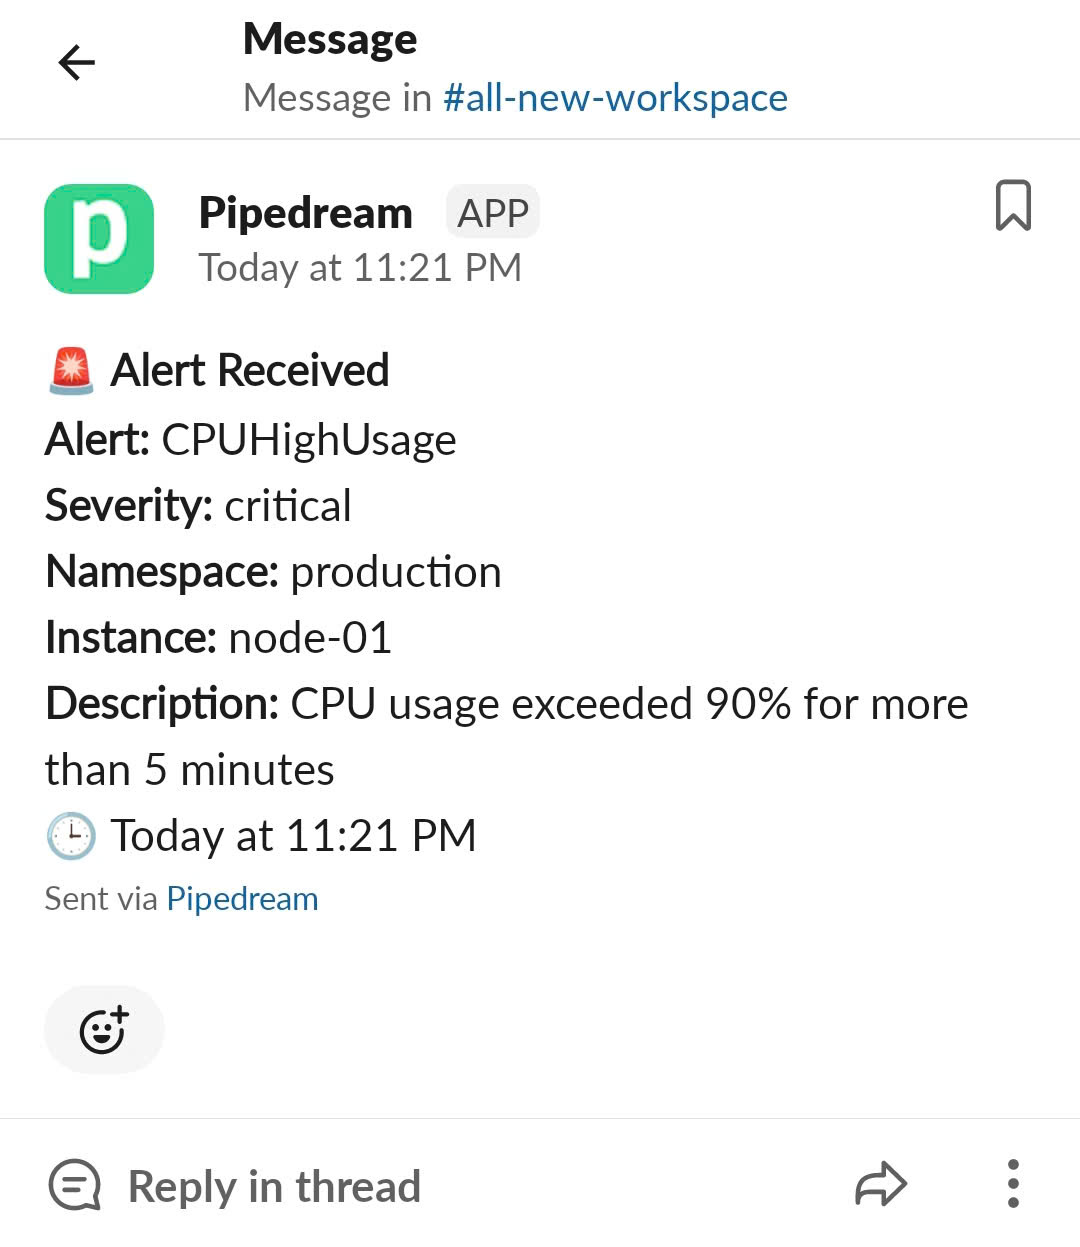 Message
Message in #all-new-workspace
p
Pipedream APP
Today at 11:21 PM
🚨 Alert Received
Alert: CPUHighUsage
Severity: critical
Namespace: production
Instance: node-01
Description: CPU usage exceeded 90% for more
than 5 minutes
🕒 Today at 11:21 PM
Sent via Pipedream
Reply in thread